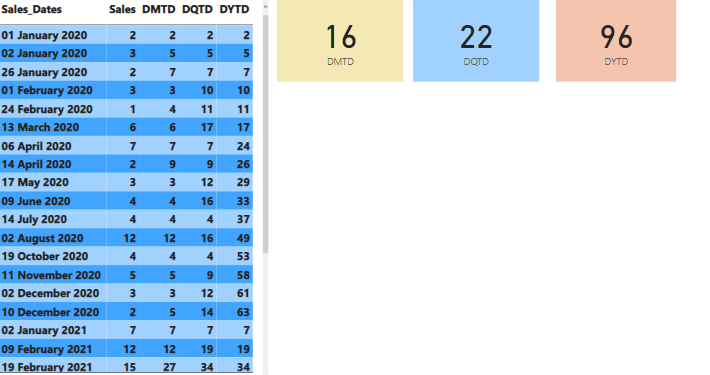 Sales_Dates Sales DMTD DQTD DYTD
01 January 2020 2 2 2 2
02 January 2020 3 5 5 5
26 January 2020 2 7 7 7
01 February 2020 3 3 10 10
24 February 2020 1 4 11 11
13 March 2020 6 6 17 17
06 April 2020 7 7 7 24
14 April 2020 2 9 9 26
17 May 2020 3 3 12 29
09 June 2020 4 4 16 33
14 July 2020 4 4 4 37
02 August 2020 12 12 16 49
19 October 2020 4 4 4 53
11 November 2020 5 5 9 58
02 December 2020 3 3 12 61
10 December 2020 2 5 14 63
02 January 2021 7 7 7 7
09 February 2021 12 12 19 19
19 February 2021 15 27 34 34
16
DMTD
22
DQTD
96
DYTD